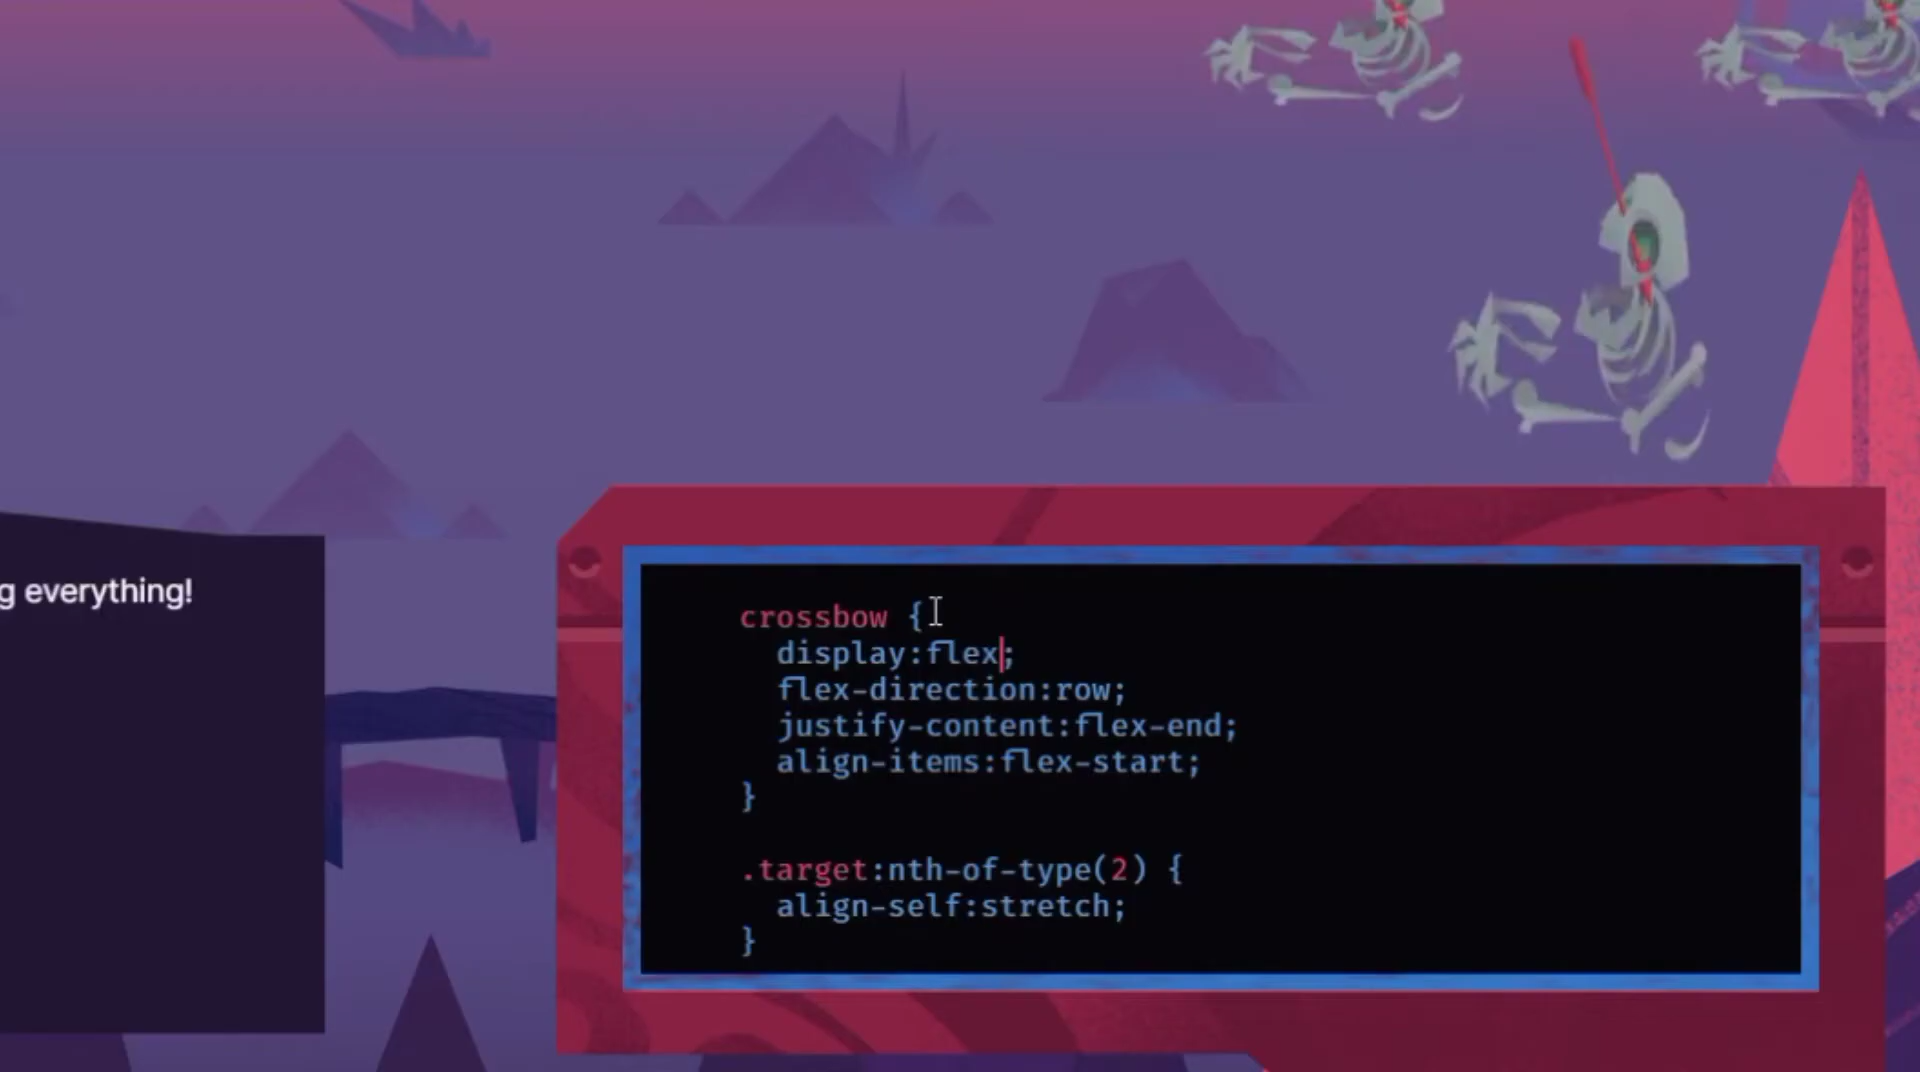 g everything!
crossbow {
display:flex;
flex-direction:row;
justify-content:flex-end;
align-items:flex-start;
}
.target:nth-of-type(2) {
align-self:stretch;
}